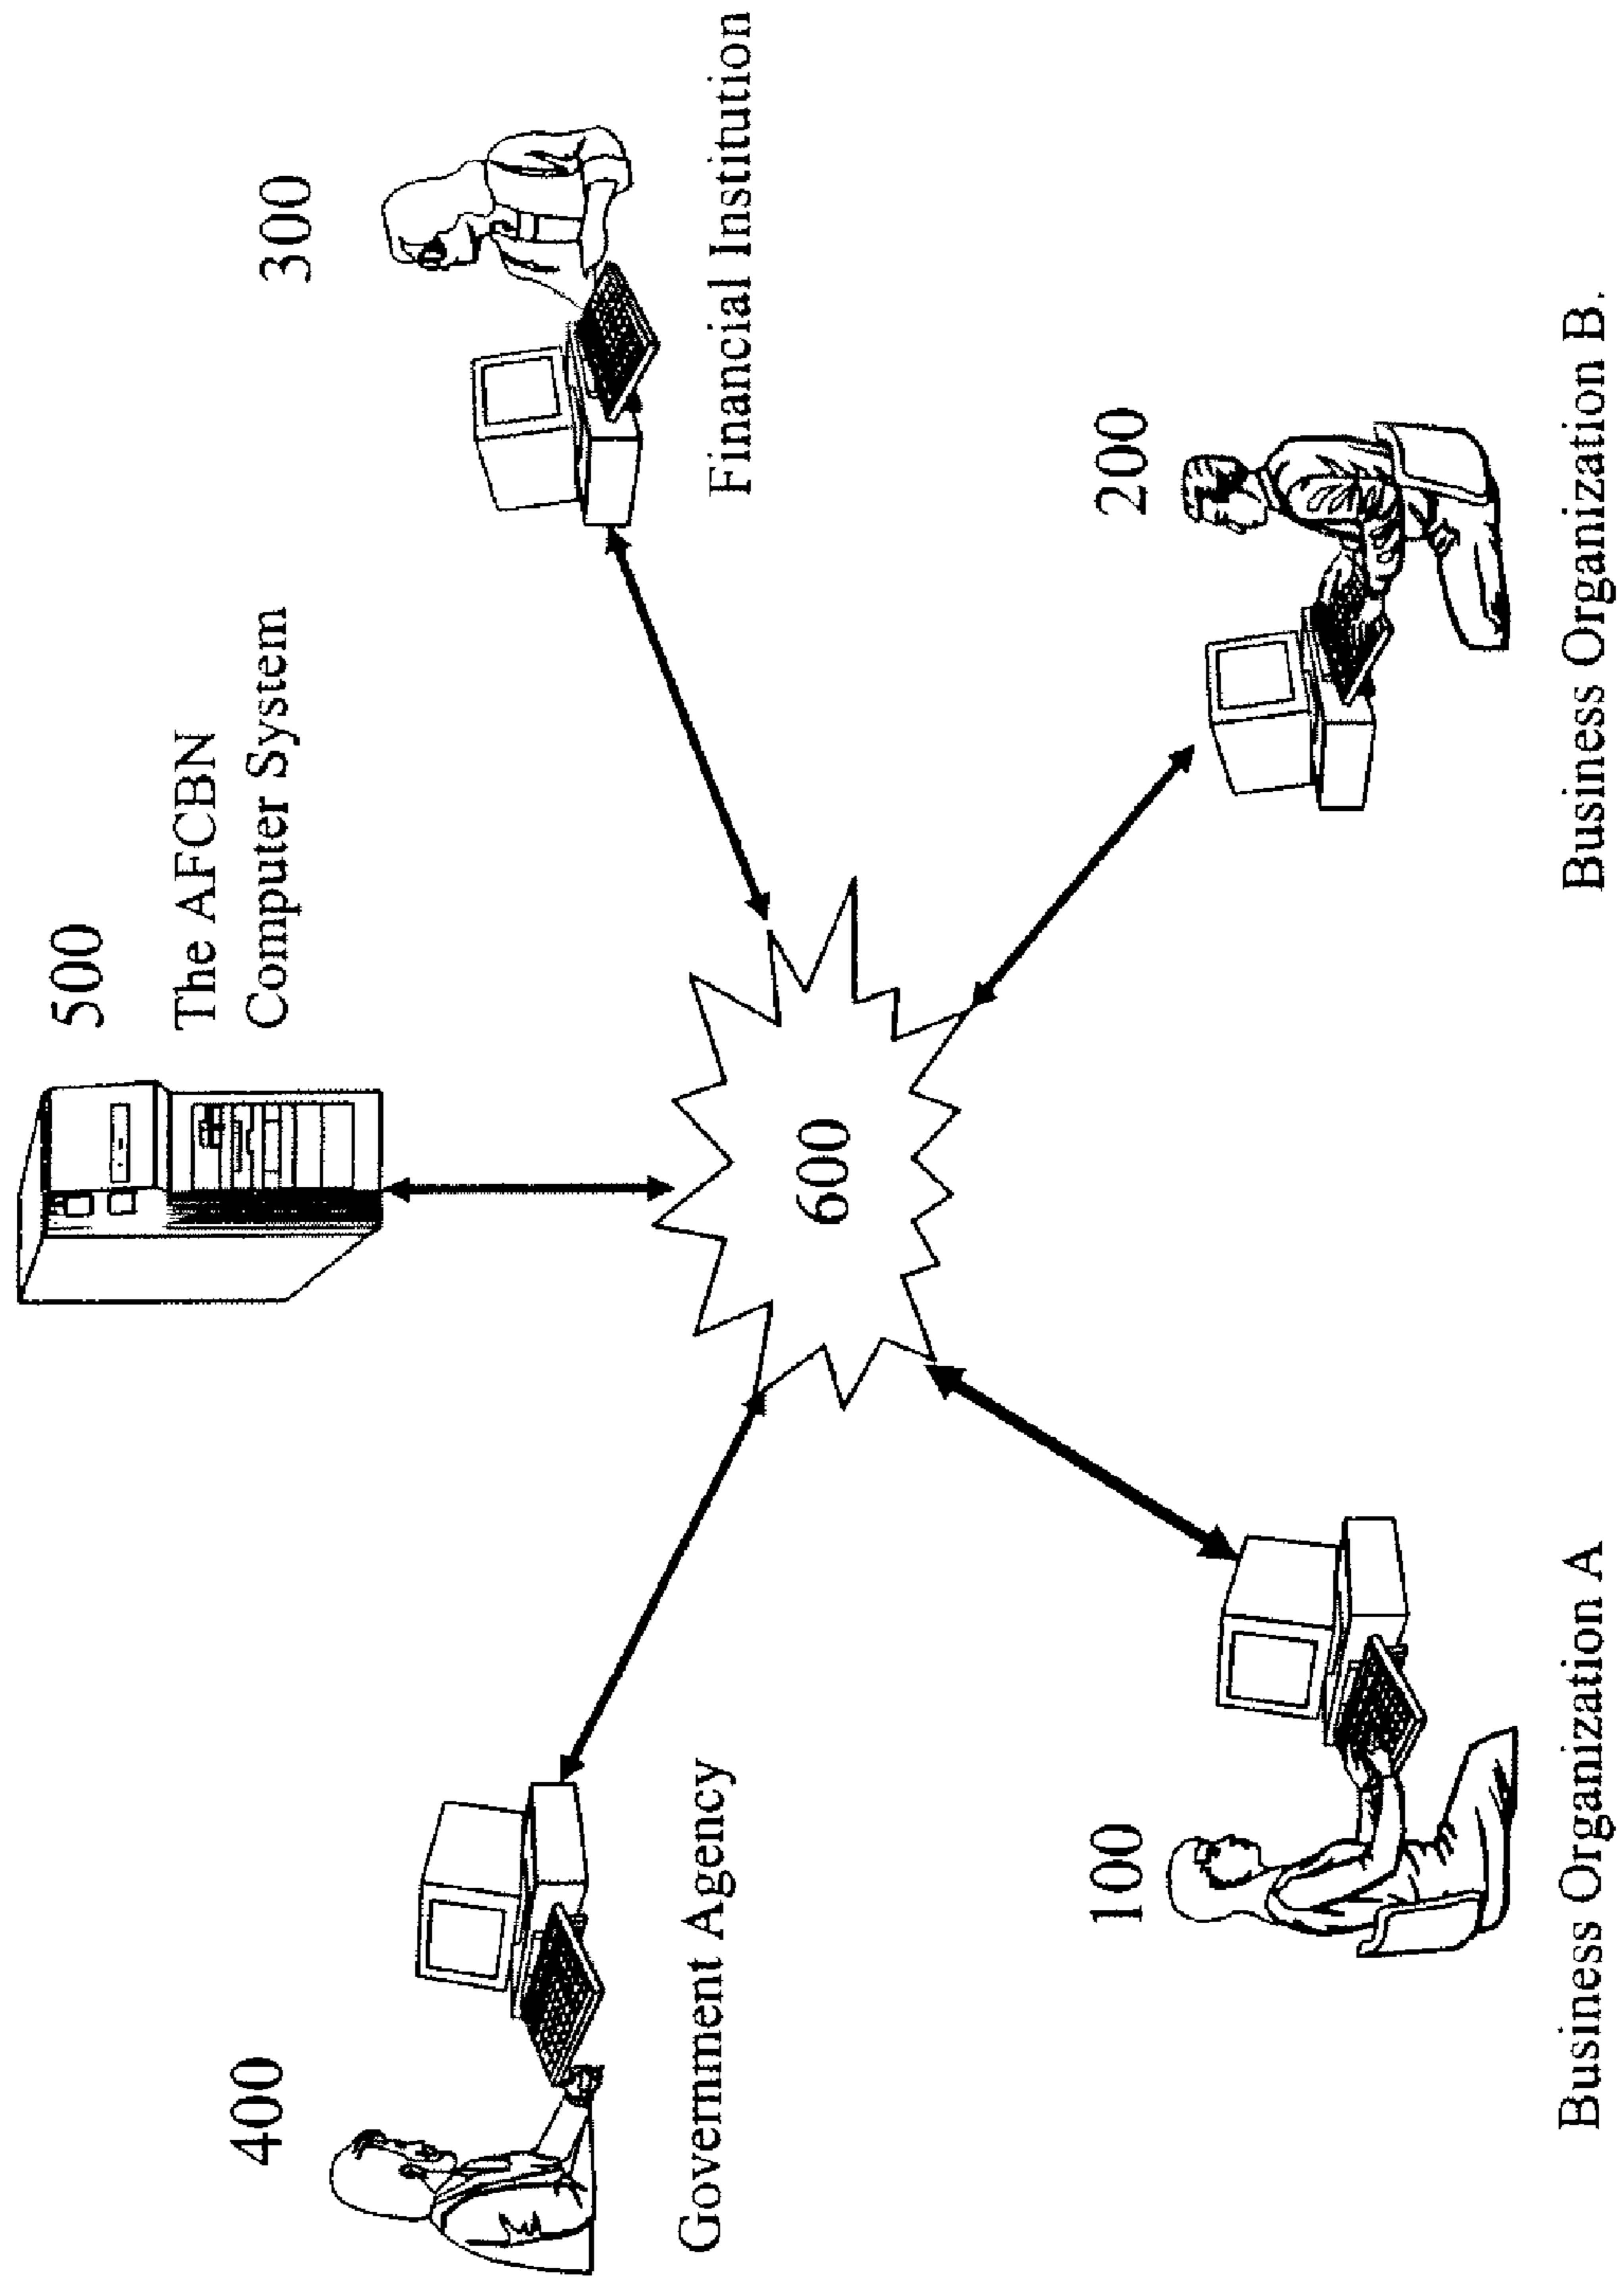 500
The AFCBN
Computer System
400
300
Government Agency
Financial Institution
600
100
200
Business Organization A
Business Organization B.